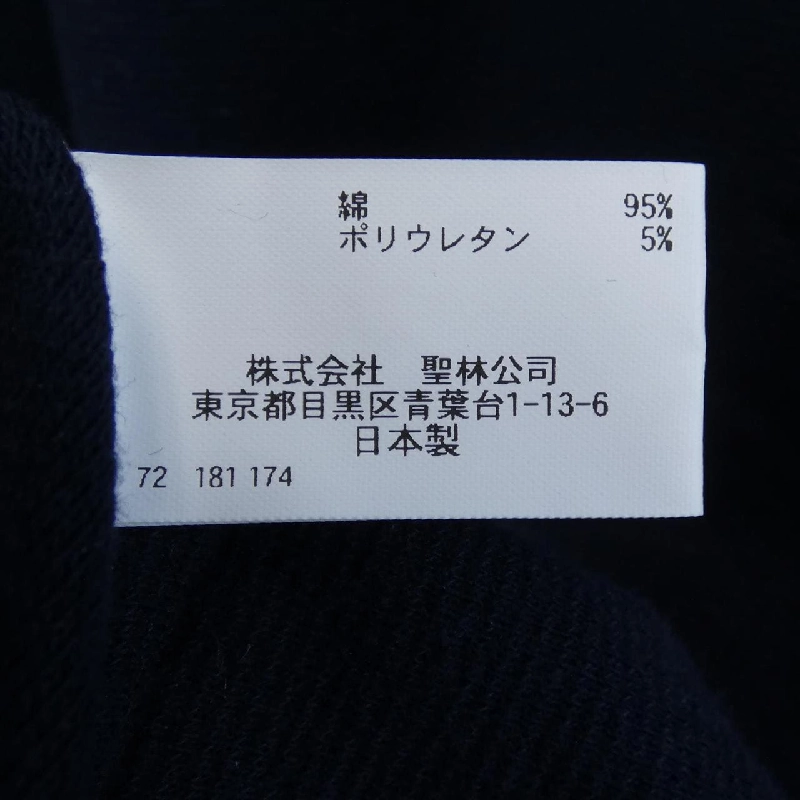 綿 95%
ポリウレタン 5%
株式会社 聖林公司
東京都目黒区青葉台1-13-6
日本製
72 181 174